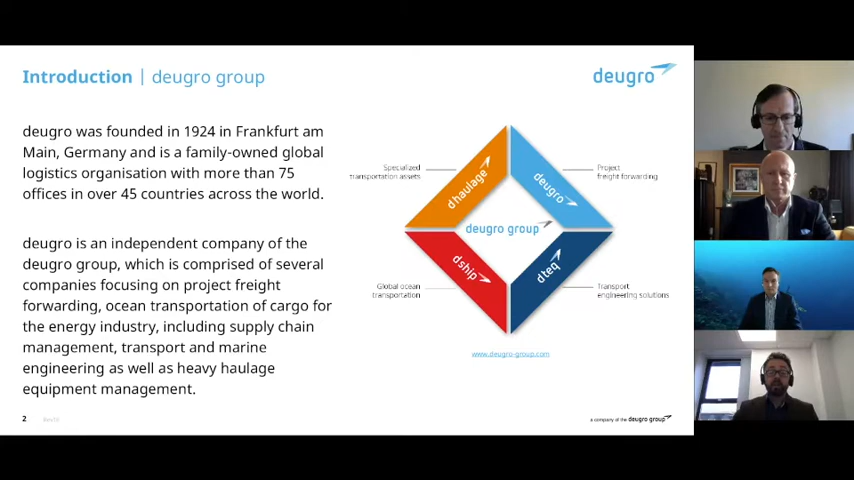 Introduction | deugro group
deugro
deugro was founded in 1924 in Frankfurt am
Main, Germany and is a family-owned global
logistics organisation with more than 75
offices in over 45 countries across the world.
deugro is an independent company of the
deugro group, which is comprised of several
companies focusing on project freight
forwarding, ocean transportation of cargo for
the energy industry, including supply chain
management, transport and marine
engineering as well as heavy haulage
equipment management.
Specialized
transportation assets
dhaulage
deugro
Project
freight forwarding
deugro group
Global ocean
transportation
dship
dteq
Transport
engineering solutions
www.deugro-group.com
2
a company of the deugro group